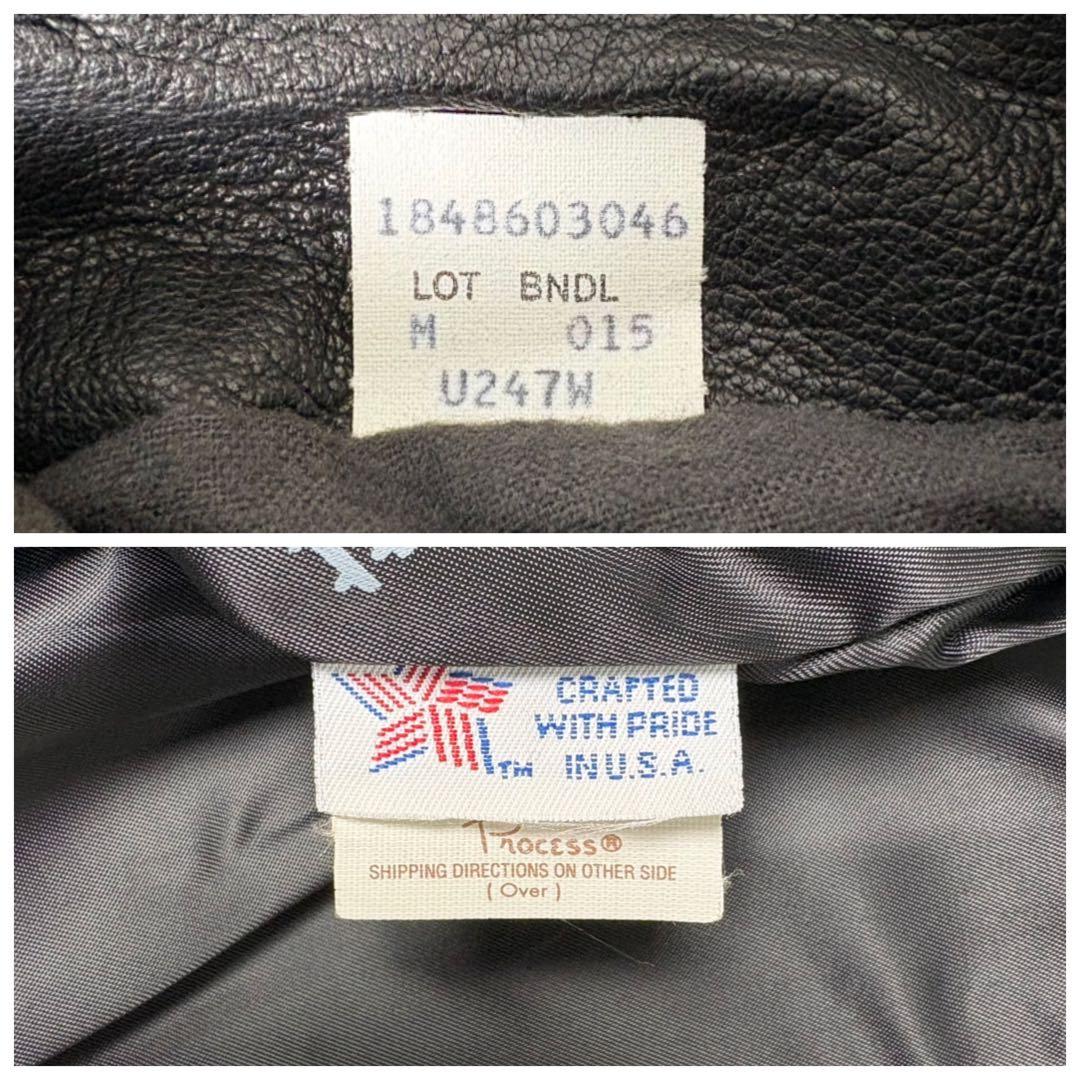 1848603046
LOT BNDL
M 015
U247W
CRAFTED
WITH PRIDE
TM IN U.S.A.
Process®
SHIPPING DIRECTIONS ON OTHER SIDE
( Over )